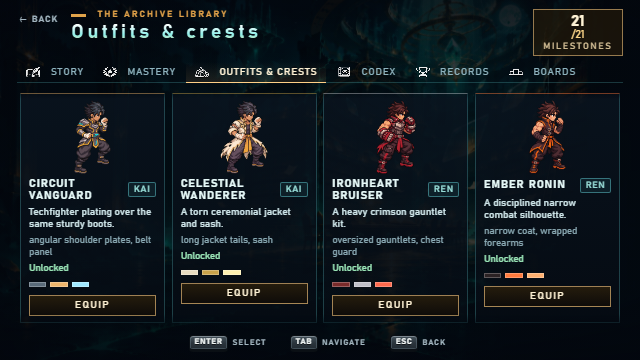 ← BACK
THE ARCHIVE LIBRARY
Outfits & crests
21
/21
MILESTONES
STORY
MASTERY
OUTFITS & CRESTS
CODEX
RECORDS
BOARDS
CIRCUIT
VANGUARD
KAI
Techfighter plating over the
same sturdy boots.
angular shoulder plates, belt
panel
Unlocked
EQUIP
CELESTIAL
WANDERER
KAI
A torn ceremonial jacket
and sash.
long jacket tails, sash
Unlocked
EQUIP
IRONHEART
BRUISER
REN
A heavy crimson gauntlet
kit.
oversized gauntlets, chest
guard
Unlocked
EQUIP
EMBER RONIN
REN
A disciplined narrow
combat silhouette.
narrow coat, wrapped
forearms
Unlocked
EQUIP
ENTER SELECT
TAB NAVIGATE
ESC BACK